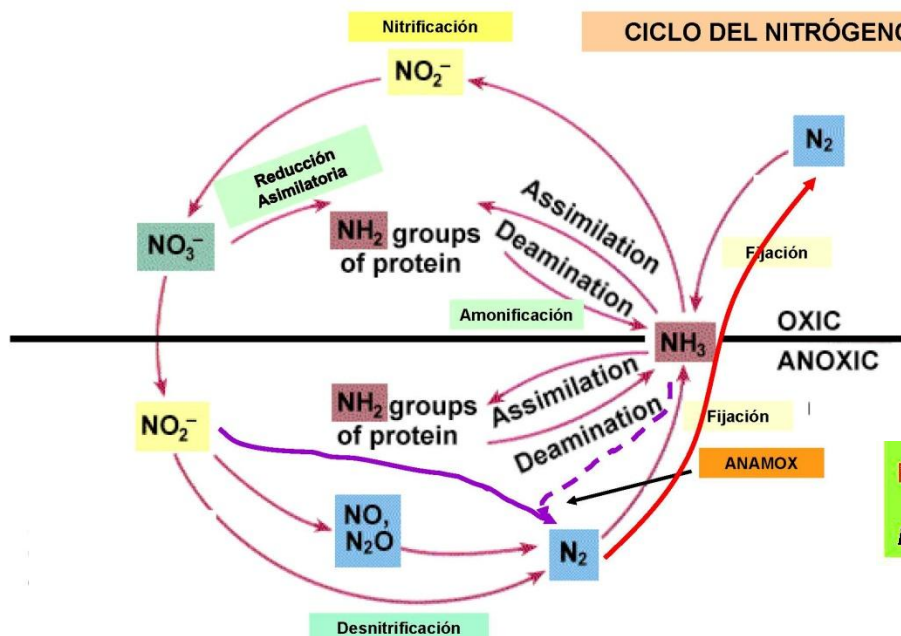 Nitrificación
CICLO DEL NITRÓGENO
NO₂⁻
N₂
Reducción
Asimilatoria
NO₃⁻
NH₂ groups
of protein
Assimilation
Deamination
Fijación
Amonificación
NH₃
OXIC
ANOXIC
NO₂⁻
NH₂ groups
of protein
Assimilation
Deamination
Fijación
ANAMOX
NO,
N₂O
N₂
Desnitrificación